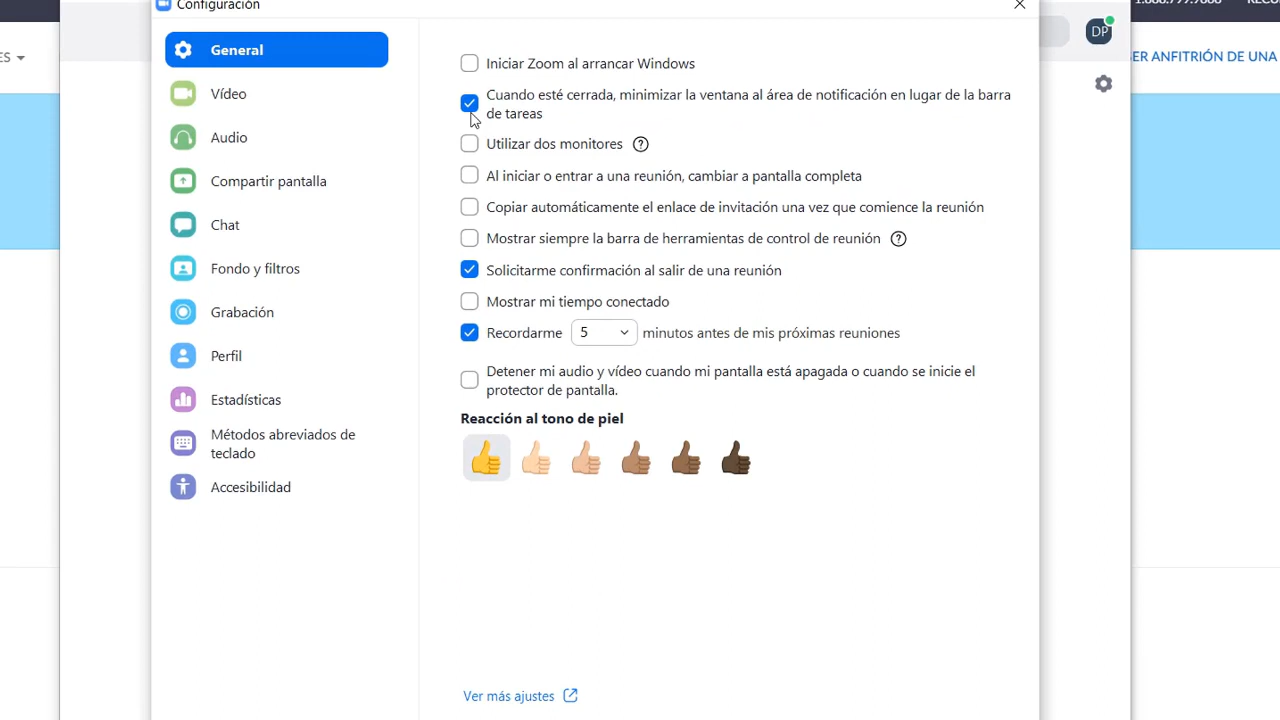 Configuración
DP
ES
ER ANFITRIÓN DE UNA
General
Vídeo
Audio
Compartir pantalla
Chat
Fondo y filtros
Grabación
Perfil
Estadísticas
Métodos abreviados de
teclado
Accesibilidad
Iniciar Zoom al arrancar Windows
Cuando esté cerrada, minimizar la ventana al área de notificación en lugar de la barra
de tareas
Utilizar dos monitores ?
Al iniciar o entrar a una reunión, cambiar a pantalla completa
Copiar automáticamente el enlace de invitación una vez que comience la reunión
Mostrar siempre la barra de herramientas de control de reunión ?
Solicitarme confirmación al salir de una reunión
Mostrar mi tiempo conectado
Recordarme 5 minutos antes de mis próximas reuniones
Detener mi audio y vídeo cuando mi pantalla está apagada o cuando se inicie el
protector de pantalla.
Reacción al tono de piel
Ver más ajustes